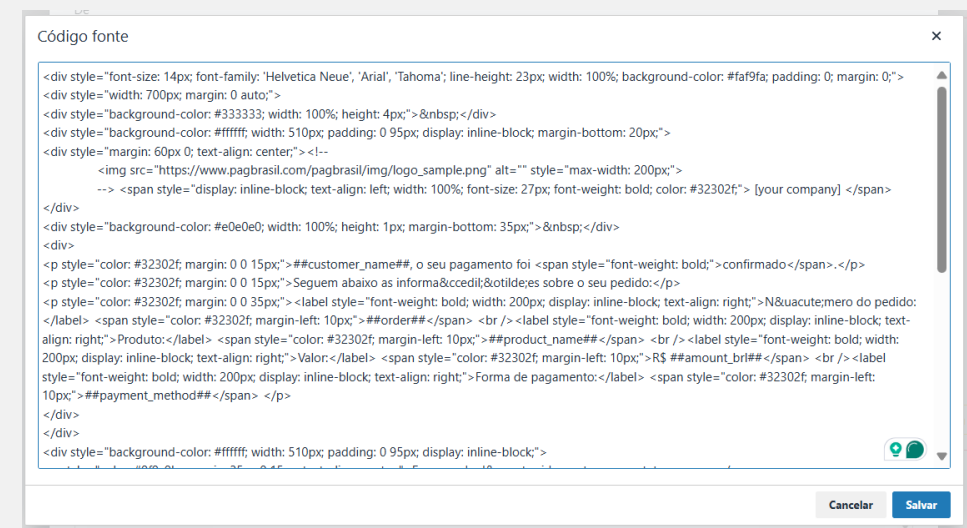 Código fonte
<div style="font-size: 14px; font-family: 'Helvetica Neue', 'Arial', 'Tahoma'; line-height: 23px; width: 100%; background-color: #faf9fa; padding: 0; margin: 0;">
<div style="width: 700px; margin: 0 auto;">
<div style="background-color: #333333; width: 100%; height: 4px;">&nbsp;</div>
<div style="background-color: #ffffff; width: 510px; padding: 0 95px; display: inline-block; margin-bottom: 20px;">
<div style="margin: 60px 0; text-align: center;"><!--
<img src="https://www.pagbrasil.com/pagbrasil/img/logo_sample.png" alt="" style="max-width: 200px;">
--> <span style="display: inline-block; text-align: left; width: 100%; font-size: 27px; font-weight: bold; color: #32302f;"> [your company] </span>
</div>
<div style="background-color: #e0e0e0; width: 100%; height: 1px; margin-bottom: 35px;">&nbsp;</div>
<div>
<p style="color: #32302f; margin: 0 0 15px;">##customer_name##, o seu pagamento foi <span style="font-weight: bold;">confirmado</span>.</p>
<p style="color: #32302f; margin: 0 0 15px;">Seguem abaixo as informa&ccedil;&otilde;es sobre o seu pedido:</p>
<p style="color: #32302f; margin: 0 0 35px;"><label style="font-weight: bold; width: 200px; display: inline-block; text-align: right;">N&uacute;mero do pedido:
</label> <span style="color: #32302f; margin-left: 10px;">##order##</span> <br /><label style="font-weight: bold; width: 200px; display: inline-block; text-
align: right;">Produto:</label> <span style="color: #32302f; margin-left: 10px;">##product_name##</span> <br /><label style="font-weight: bold; width:
200px; display: inline-block; text-align: right;">Valor:</label> <span style="color: #32302f; margin-left: 10px;">R$ ##amount_brl##</span> <br /><label
style="font-weight: bold; width: 200px; display: inline-block; text-align: right;">Forma de pagamento:</label> <span style="color: #32302f; margin-left:
10px;">##payment_method##</span> </p>
</div>
</div>
<div style="background-color: #ffffff; width: 510px; padding: 0 95px; display: inline-block;">
Cancelar
Salvar